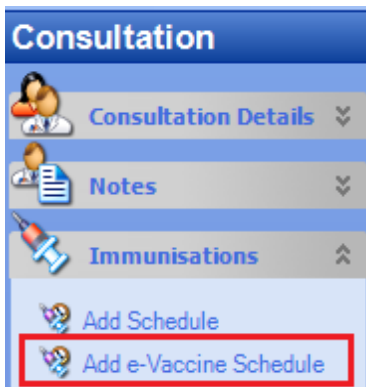 Consultation
Consultation Details
Notes
Immunisations
Add Schedule
Add e-Vaccine Schedule